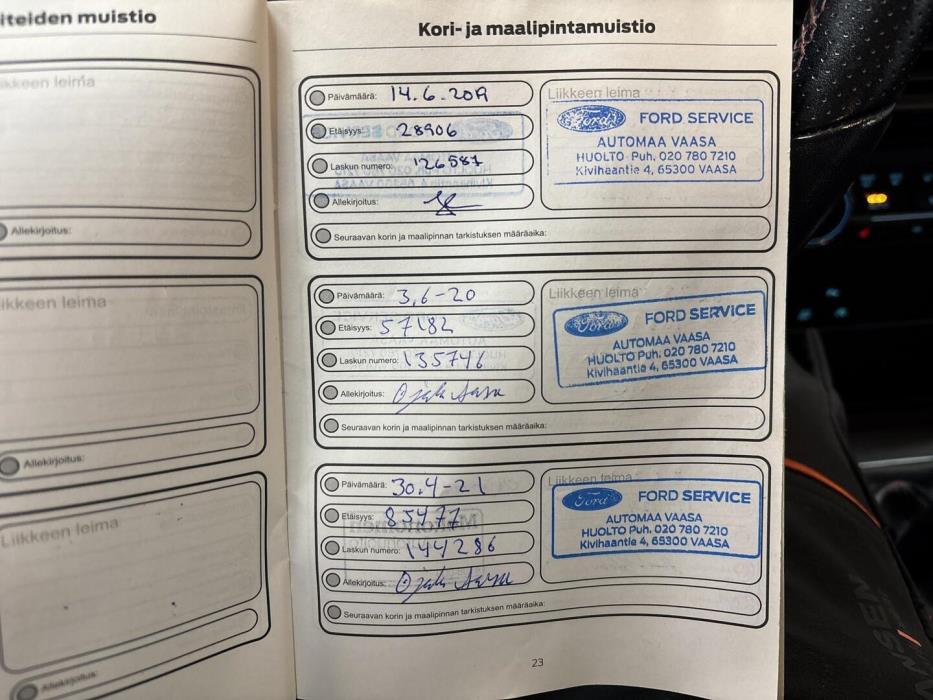 iteiden muistio
ikkeen leima
Allekirjoitus:
ikkeen leima
Allekirjoitus:
Liikkeen leima
Allekirjoitus:
Kori- ja maalipintamuistio
Päivämäärä: 14.6.2019
Etäisyys: 28906
Laskun numero: 126587
Allekirjoitus:
Seuraavan korin ja maalipinnan tarkistuksen määräaika:
Liikkeen leima
Ford FORD SERVICE
AUTOMAA VAASA
HUOLTO Puh. 020 780 7210
Kivihaantie 4, 65300 VAASA
Päivämäärä: 3,6-20
Etäisyys: 57182
Laskun numero: 135746
Allekirjoitus:
Seuraavan korin ja maalipinnan tarkistuksen määräaika:
Liikkeen leima
Ford FORD SERVICE
AUTOMAA VAASA
HUOLTO Puh. 020 780 7210
Kivihaantie 4, 65300 VAASA
Päivämäärä: 30.4-21
Etäisyys: 85477
Laskun numero: 144286
Allekirjoitus:
Seuraavan korin ja maalipinnan tarkistuksen määräaika:
Liikkeen leima
Ford FORD SERVICE
AUTOMAA VAASA
HUOLTO Puh. 020 780 7210
Kivihaantie 4, 65300 VAASA
23